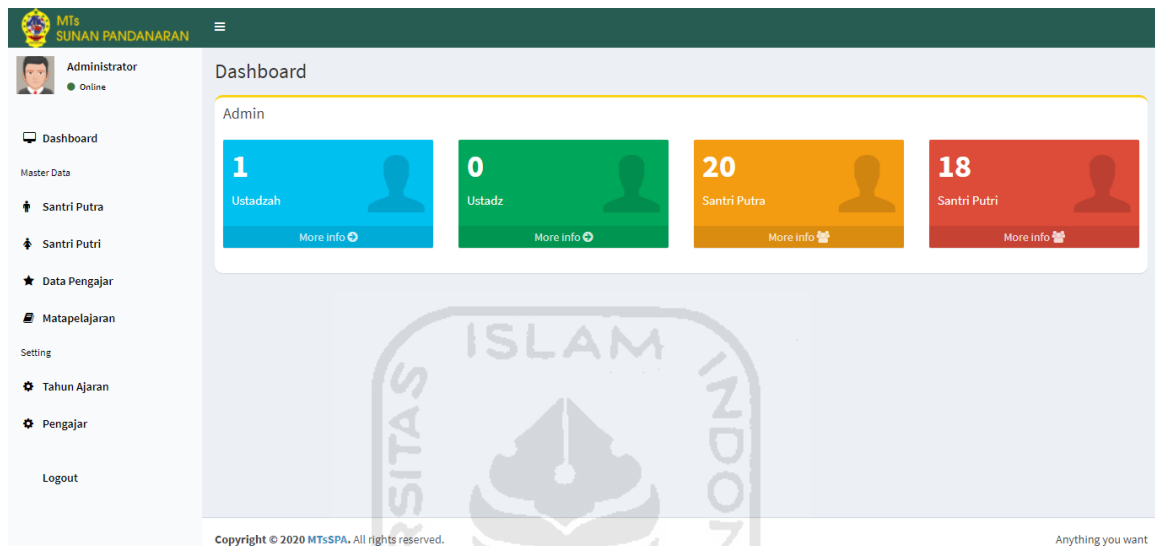 MTs
SUNAN PANDANARAN
Administrator
Online
Dashboard
Master Data
Santri Putra
Santri Putri
Data Pengajar
Matapelajaran
Setting
Tahun Ajaran
Pengajar
Logout
Dashboard
Admin
1
Ustadzah
More info
0
Ustadz
More info
20
Santri Putra
More info
18
Santri Putri
More info
ISLAM
INDON
RSITAS
Copyright © 2020 MTsSPA. All rights reserved.
Anything you want